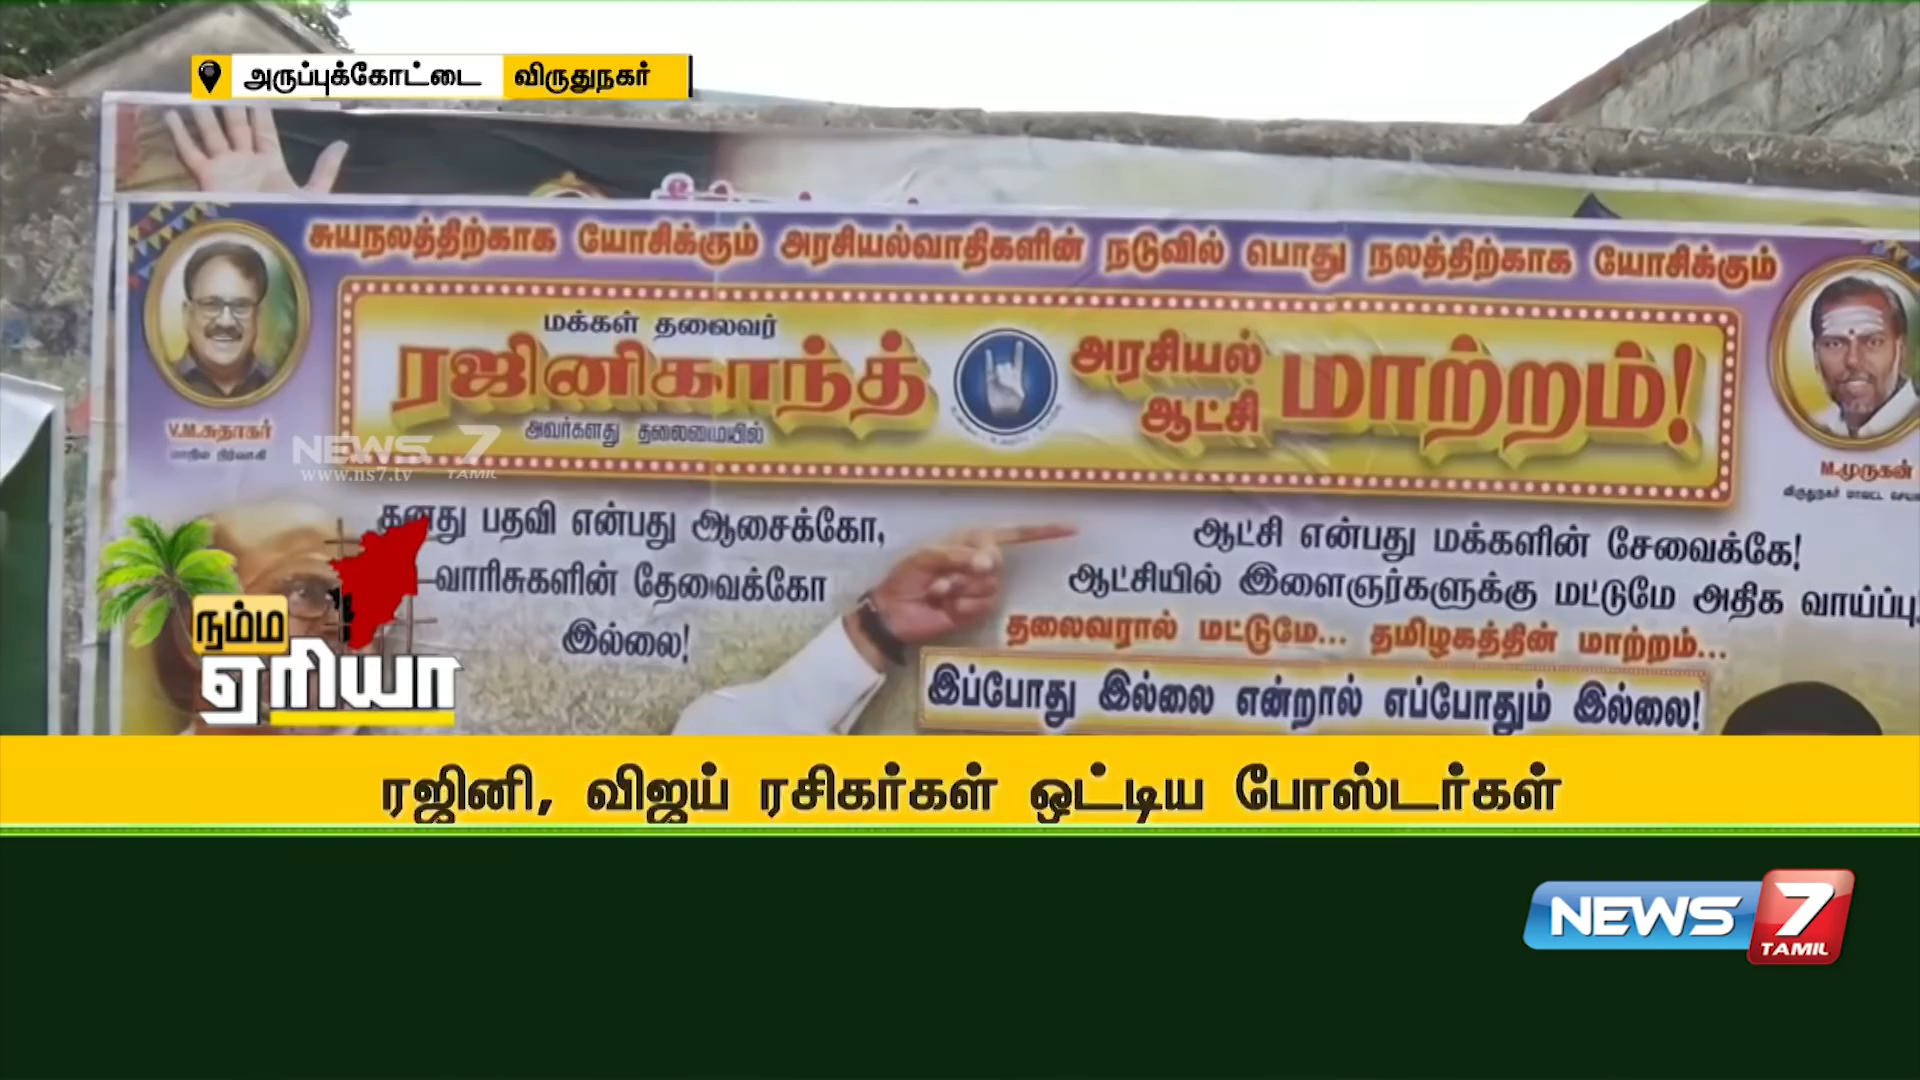 அருப்புக்கோட்டை விருதுநகர்
சுயநலத்திற்காக யோசிக்கும் அரசியல்வாதிகளின் நடுவில் பொது நலத்திற்காக யோசிக்கும்
மக்கள் தலைவர்
ரஜினிகாந்த்
அவர்களது தலைமையில்
அரசியல்
ஆட்சி
மாற்றம்!
V.M.சுதாகர்
மாநில நிர்வாகி
M.முருகன்
விருதுநகர் மாவட்ட
NEWS 7
TAMIL
www.ns7.tv
தனது பதவி என்பது ஆசைக்கோ,
வாரிசுகளின் தேவைக்கோ
இல்லை!
ஆட்சி என்பது மக்களின் சேவைக்கே!
ஆட்சியில் இளைஞர்களுக்கு மட்டுமே அதிக வாய்ப்பு!
தலைவரால் மட்டுமே... தமிழகத்தின் மாற்றம்...
இப்போது இல்லை என்றால் எப்போதும் இல்லை!
நம்ம
ஏரியா
ரஜினி, விஜய் ரசிகர்கள் ஒட்டிய போஸ்டர்கள்
NEWS 7
TAMIL